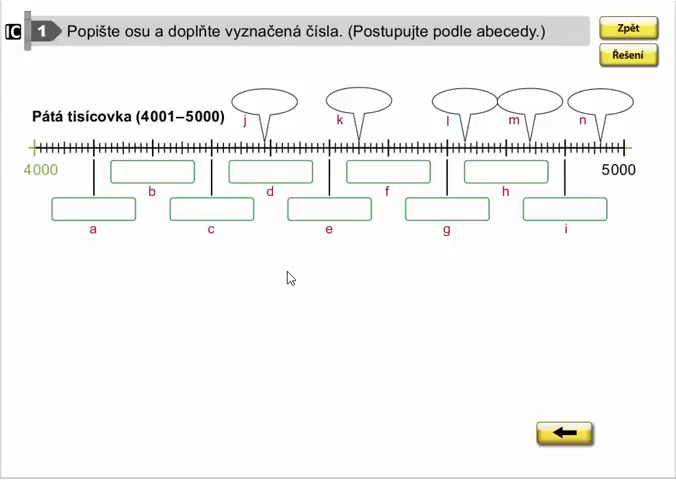 IC 1 Popište osu a doplňte vyznačená čísla. (Postupujte podle abecedy.)
Zpět
Řešení
Pátá tisícovka (4001–5000)
j k l m n
4000 5000
b d f h
a c e g i